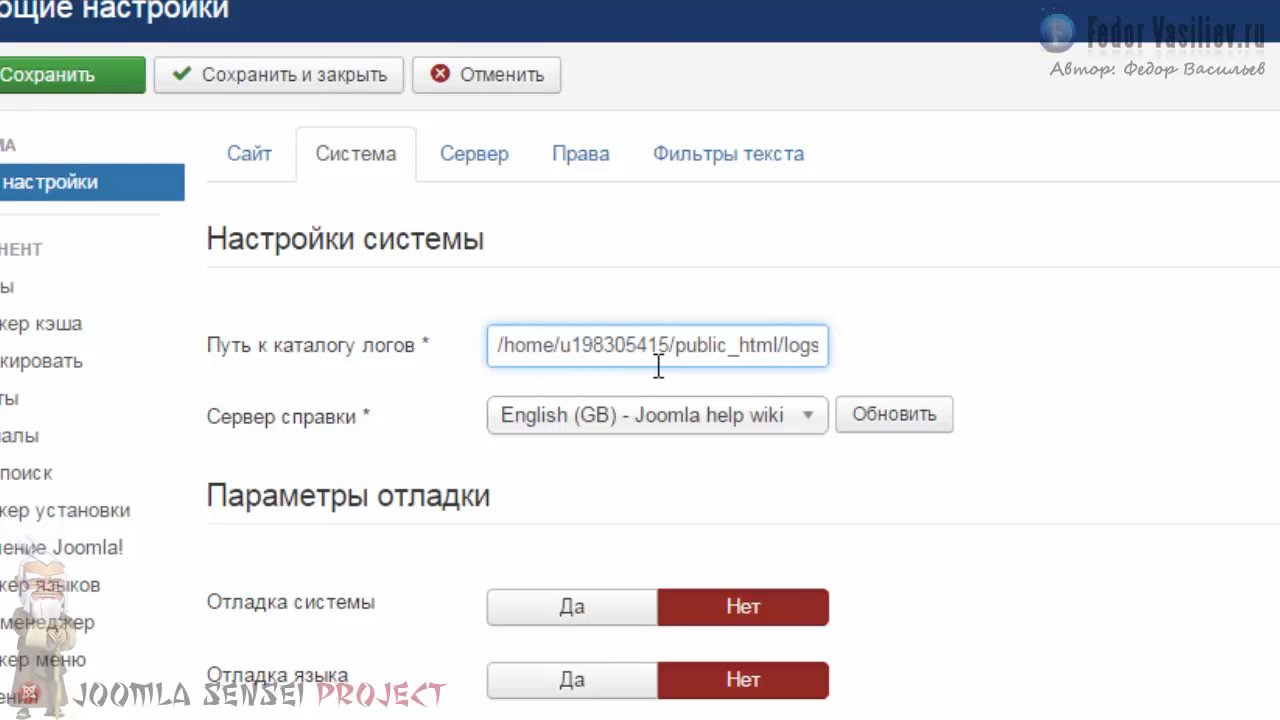 ощие настройки
Fedor Vasiliev.ru
Автор: Федор Васильев
Сохранить
Сохранить и закрыть
Отменить
МА
настройки
НЕНТ
ы
кер кэша
кировать
ты
алы
поиск
кер установки
ение Joomla!
кер языков
менеджер
кер меню
ения
Сайт
Система
Сервер
Права
Фильтры текста
Настройки системы
Путь к каталогу логов *
/home/u198305415/public_html/logs
Сервер справки *
English (GB) - Joomla help wiki
Обновить
Параметры отладки
Отладка системы
Да
Нет
Отладка языка
Да
Нет
JOOMLA SENSEI PROJECT